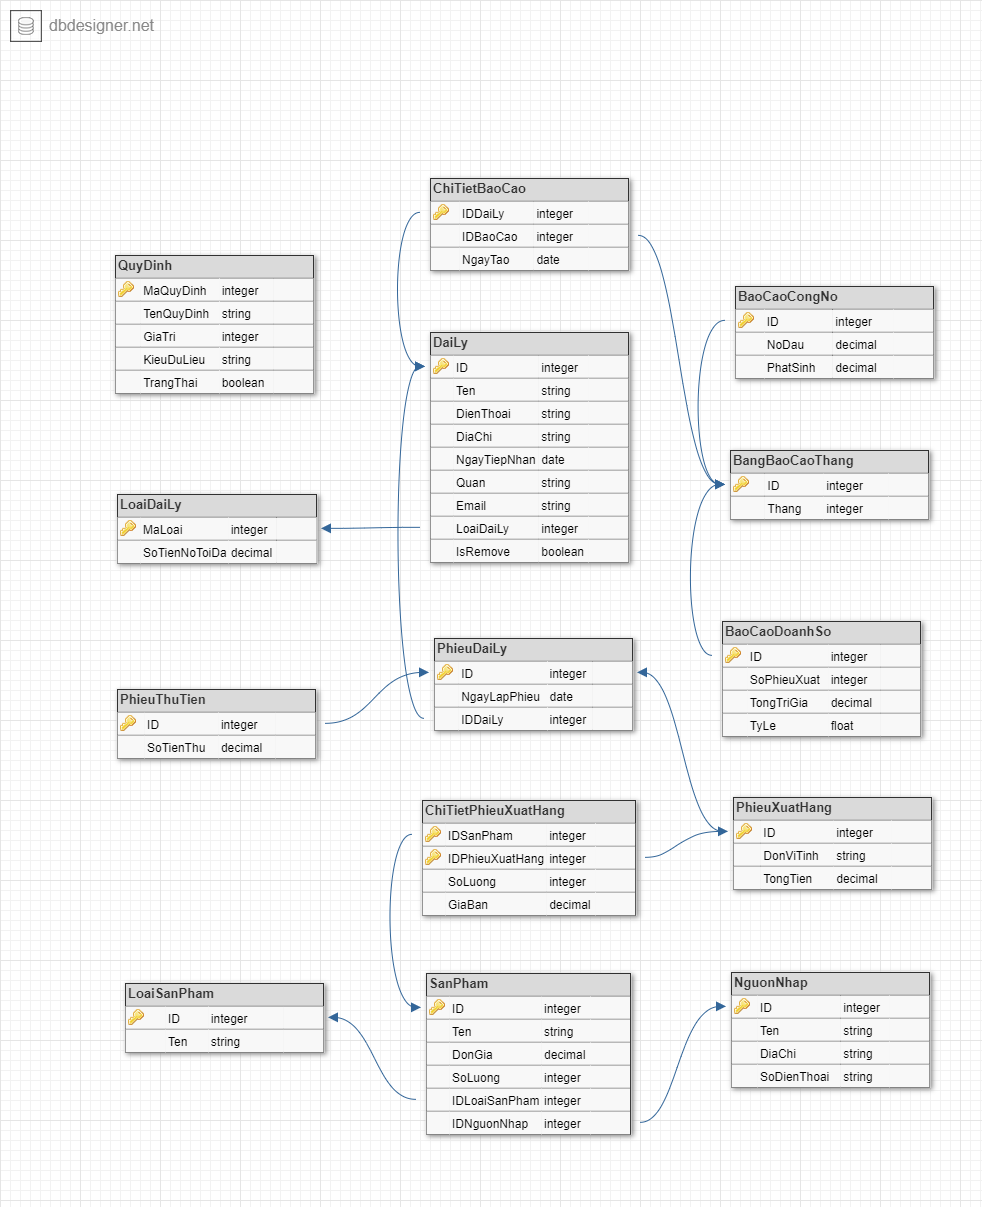 dbdesigner.net
ChiTietBaoCao
IDDaiLy integer
IDBaoCao integer
NgayTao date
QuyDinh
MaQuyDinh integer
TenQuyDinh string
GiaTri integer
KieuDuLieu string
TrangThai boolean
BaoCaoCongNo
ID integer
NoDau decimal
PhatSinh decimal
DaiLy
ID integer
Ten string
DienThoai string
DiaChi string
NgayTiepNhan date
Quan string
Email string
LoaiDaiLy integer
IsRemove boolean
BangBaoCaoThang
ID integer
Thang integer
LoaiDaiLy
MaLoai integer
SoTienNoToiDa decimal
BaoCaoDoanhSo
ID integer
SoPhieuXuat integer
TongTriGia decimal
TyLe float
PhieuDaiLy
ID integer
NgayLapPhieu date
IDDaiLy integer
PhieuThuTien
ID integer
SoTienThu decimal
ChiTietPhieuXuatHang
IDSanPham integer
IDPhieuXuatHang integer
SoLuong integer
GiaBan decimal
PhieuXuatHang
ID integer
DonViTinh string
TongTien decimal
LoaiSanPham
ID integer
Ten string
SanPham
ID integer
Ten string
DonGia decimal
SoLuong integer
IDLoaiSanPham integer
IDNguonNhap integer
NguonNhap
ID integer
Ten string
DiaChi string
SoDienThoai string